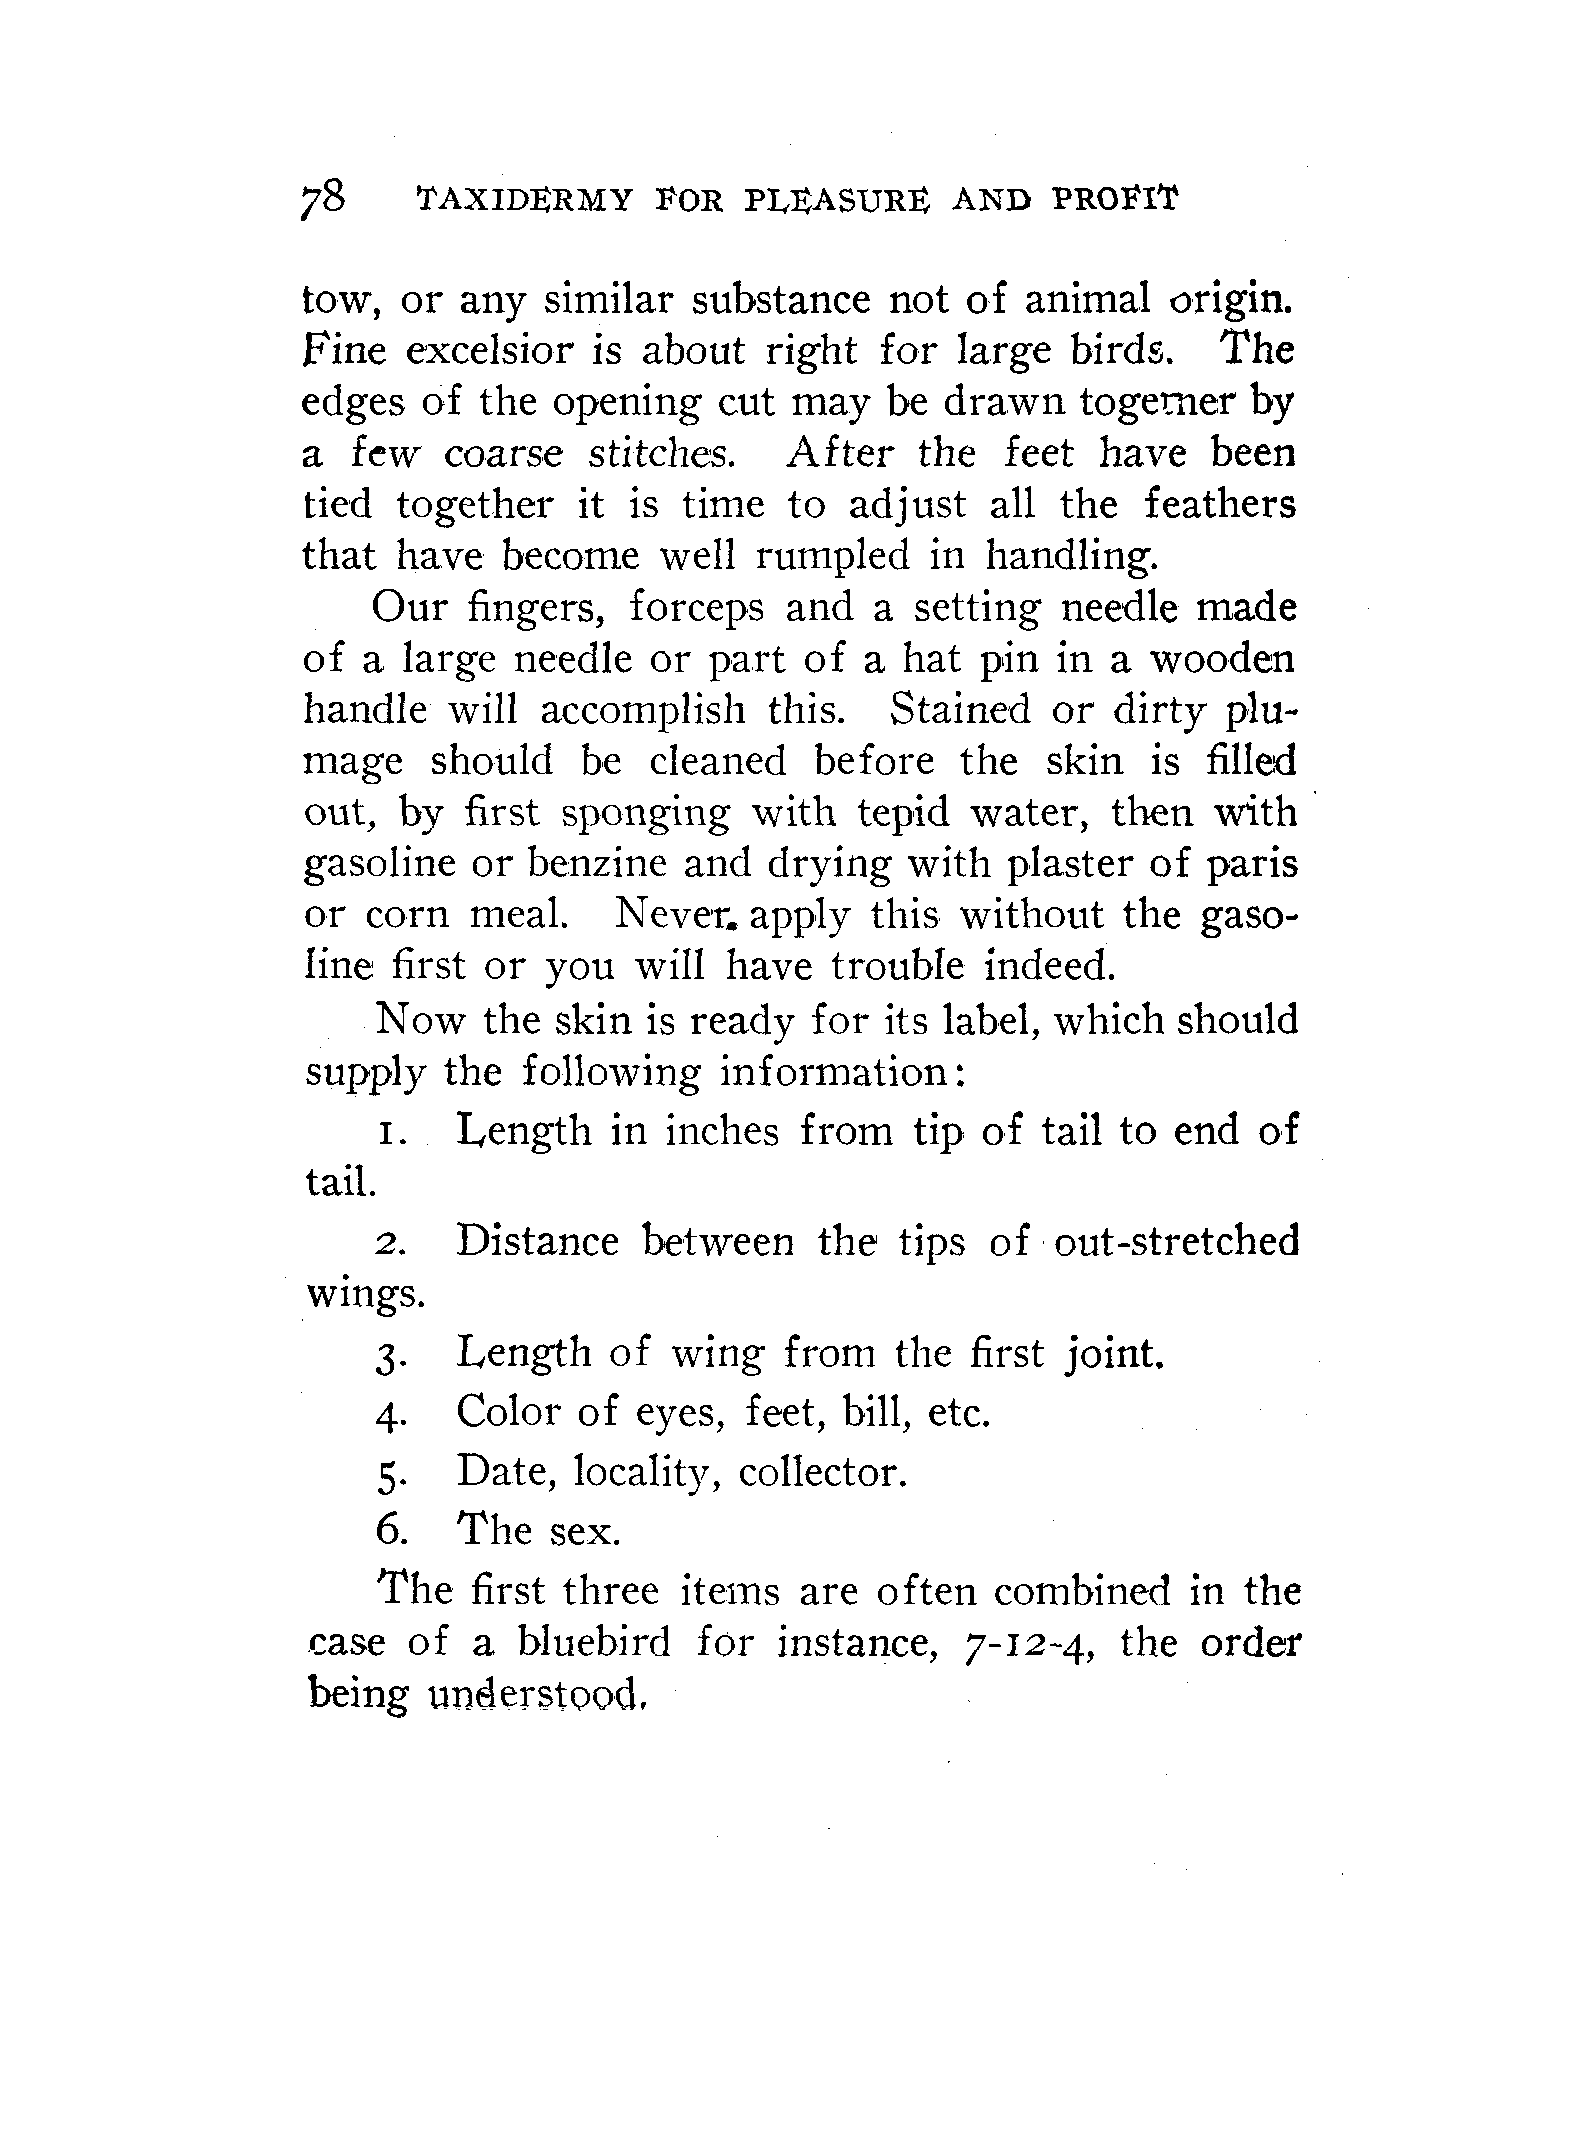 78 TAXIDERMY FOR PLEASURE AND PROFIT
tow, or any similar substance not of animal origin.
Fine excelsior is about right for large birds. The
edges of the opening cut may be drawn together by
a few coarse stitches. After the feet have been
tied together it is time to adjust all the feathers
that have become well rumpled in handling.
Our fingers, forceps and a setting needle made
of a large needle or part of a hat pin in a wooden
handle will accomplish this. Stained or dirty plu-
mage should be cleaned before the skin is filled
out, by first sponging with tepid water, then with
gasoline or benzine and drying with plaster of paris
or corn meal. Never. apply this without the gaso-
line first or you will have trouble indeed.
Now the skin is ready for its label, which should
supply the following information:
1. Length in inches from tip of tail to end of
tail.
2. Distance between the tips of out-stretched
wings.
3. Length of wing from the first joint.
4. Color of eyes, feet, bill, etc.
5. Date, locality, collector.
6. The sex.
The first three items are often combined in the
case of a bluebird for instance, 7-12-4, the order
being understood.